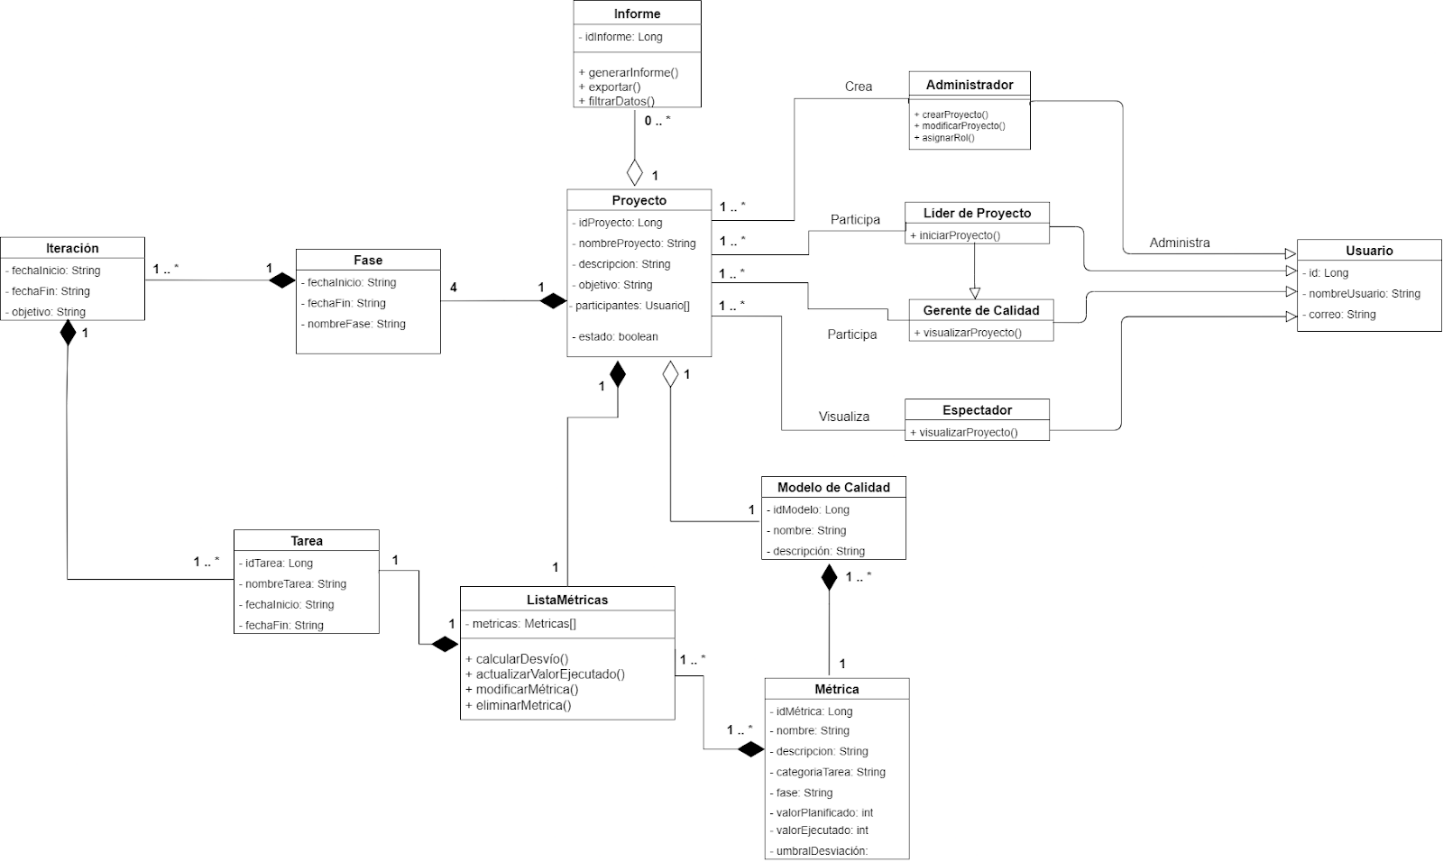 Informe
- idInforme: Long
+ generarInforme()
+ exportar()
+ filtrarDatos()
0 .. *
1
Crea
Administrador
+ crearProyecto()
+ modificarProyecto()
+ asignarRol()
Proyecto
- idProyecto: Long
- nombreProyecto: String
- descripcion: String
- objetivo: String
- participantes: Usuario[]
- estado: boolean
1 .. *
1 .. *
1 .. *
1 ..
Participa
Lider de Proyecto
+ iniciarProyecto()
Administra
Usuario
- id: Long
- nombreUsuario: String
- correo: String
Gerente de Calidad
+ visualizarProyecto()
Participa
Visualiza
Espectador
+ visualizarProyecto()
Iteración
- fechaInicio: String
- fechaFin: String
- objetivo: String
1 .. *
1
1
Fase
- fechaInicio: String
- fechaFin: String
- nombreFase: String
4
1
1
1
Modelo de Calidad
- idModelo: Long
- nombre: String
- descripción: String
1
1 .. *
1
1 .. *
Tarea
- idTarea: Long
- nombreTarea: String
- fechaInicio: String
- fechaFin: String
1
1
1
ListaMétricas
- metricas: Metricas[]
+ calcularDesvío()
+ actualizarValorEjecutado()
+ modificarMétrica()
+ eliminarMetrica()
1 .. *
1 .. *
Métrica
- idMétrica: Long
- nombre: String
- descripcion: String
- categoriaTarea: String
- fase: String
- valorPlanificado: int
- valorEjecutado: int
- umbralDesviación: